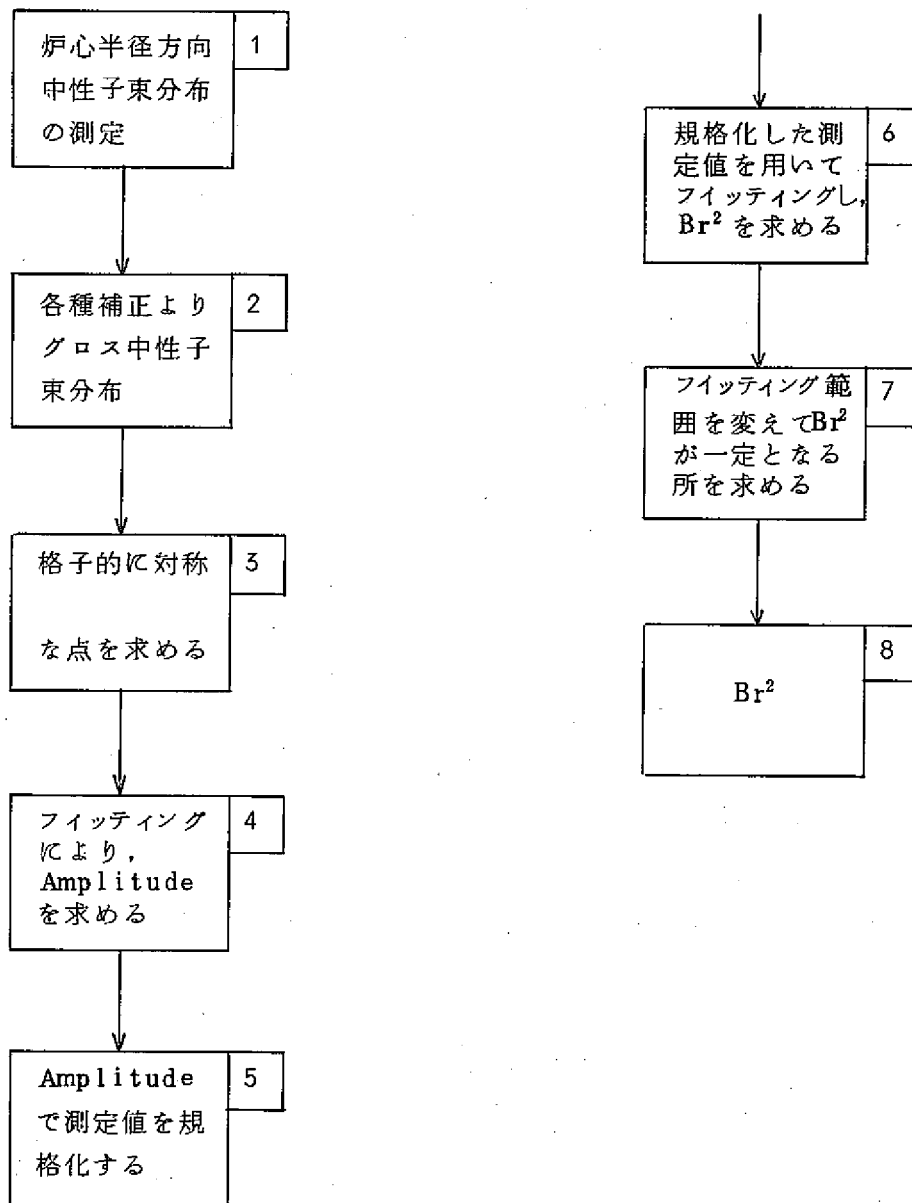 炉心半径方向
中性子束分布
の測定
1
各種補正より
グロス中性子
束分布
2
格子的に対称
な点を求める
3
フイッティング
により，
Amplitude
を求める
4
Amplitude
で測定値を規
格化する
5
規格化した測
定値を用いて
フイッティングし，
Br²を求める
6
フイッティング範
囲を変えてBr²
が一定となる
所を求める
7
Br²
8